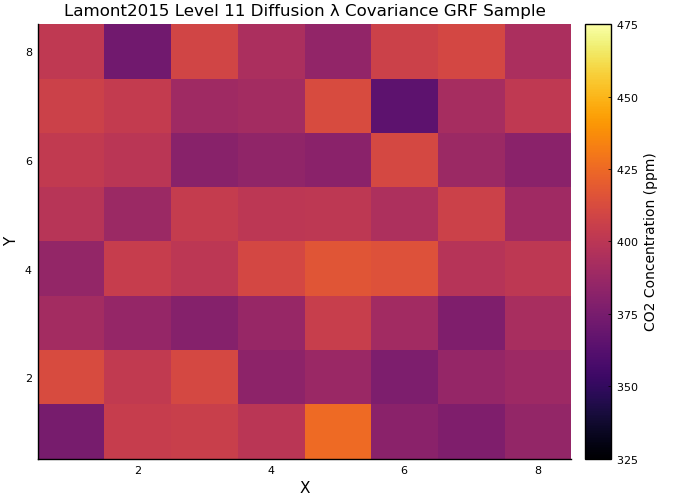 Lamont2015 Level 11 Diffusion λ Covariance GRF Sample
8
6
4
2
Y
2 4 6 8
X
475
450
425
400
375
350
325
CO2 Concentration (ppm)